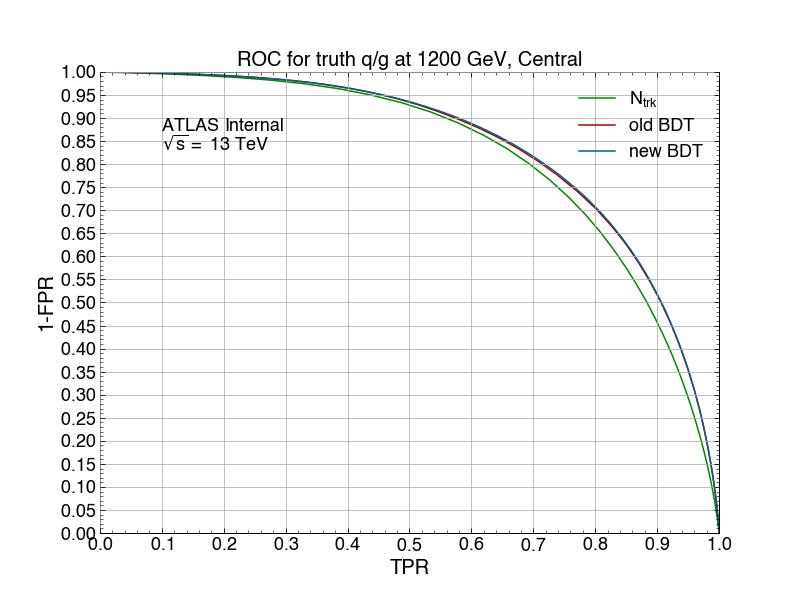 ROC for truth q/g at 1200 GeV, Central
1.00
0.95
0.90
0.85
0.80
0.75
0.70
0.65
0.60
0.55
0.50
0.45
0.40
0.35
0.30
0.25
0.20
0.15
0.10
0.05
0.00
1-FPR
ATLAS Internal
√s = 13 TeV
N_trk
old BDT
new BDT
0.0 0.1 0.2 0.3 0.4 0.5 0.6 0.7 0.8 0.9 1.0
TPR